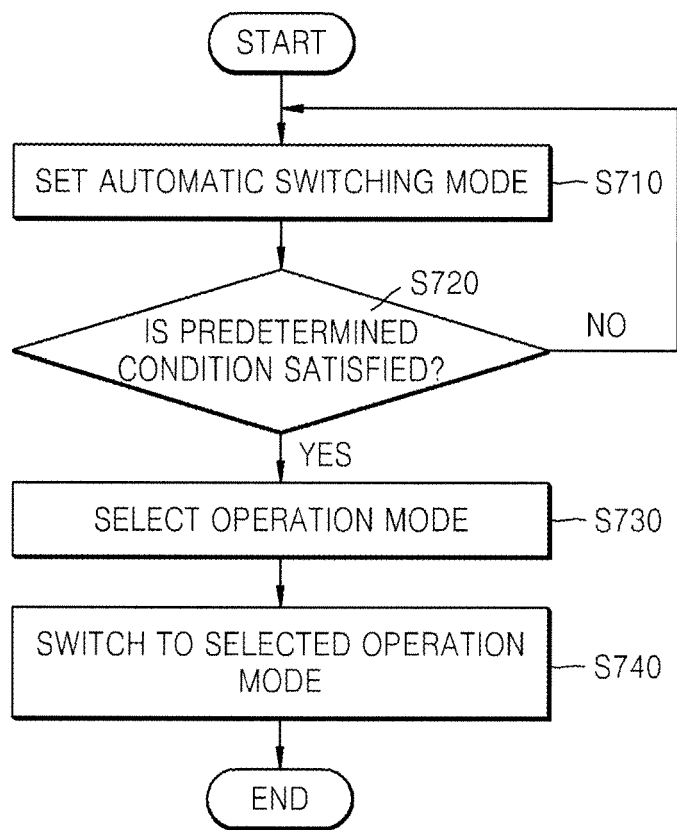 START
SET AUTOMATIC SWITCHING MODE
S710
S720
IS PREDETERMINED
CONDITION SATISFIED?
NO
YES
SELECT OPERATION MODE
S730
SWITCH TO SELECTED OPERATION
MODE
S740
END